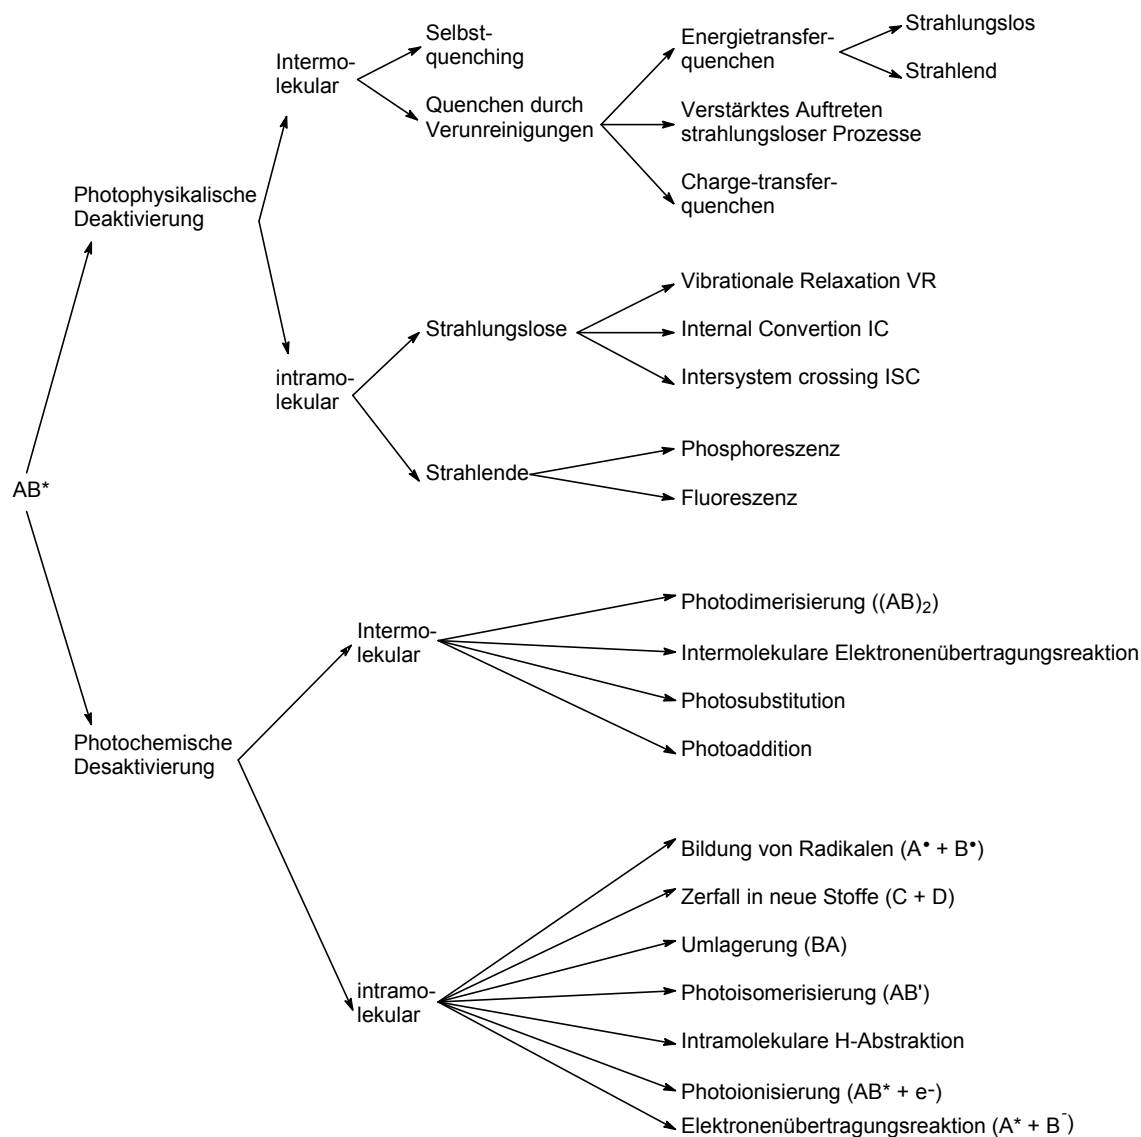 Selbst-
quenching
Intermo-
lekular
Quenchen durch
Verunreinigungen
Energietransfer-
quenchen
Strahlungslos
Strahlend
Verstärktes Auftreten
strahlungsloser Prozesse
Charge-transfer-
quenchen
Photophysikalische
Deaktivierung
intramo-
lekular
Strahlungslose
Vibrationale Relaxation VR
Internal Convertion IC
Intersystem crossing ISC
Strahlende
Phosphoreszenz
Fluoreszenz
AB*
Photochemische
Desaktivierung
Intermo-
lekular
Photodimerisierung ((AB)₂)
Intermolekulare Elektronenübertragungsreaktion
Photosubstitution
Photoaddition
intramo-
lekular
Bildung von Radikalen (A• + B•)
Zerfall in neue Stoffe (C + D)
Umlagerung (BA)
Photoisomerisierung (AB')
Intramolekulare H-Abstraktion
Photoionisierung (AB* + e-)
Elektronenübertragungsreaktion (A* + B⁻)